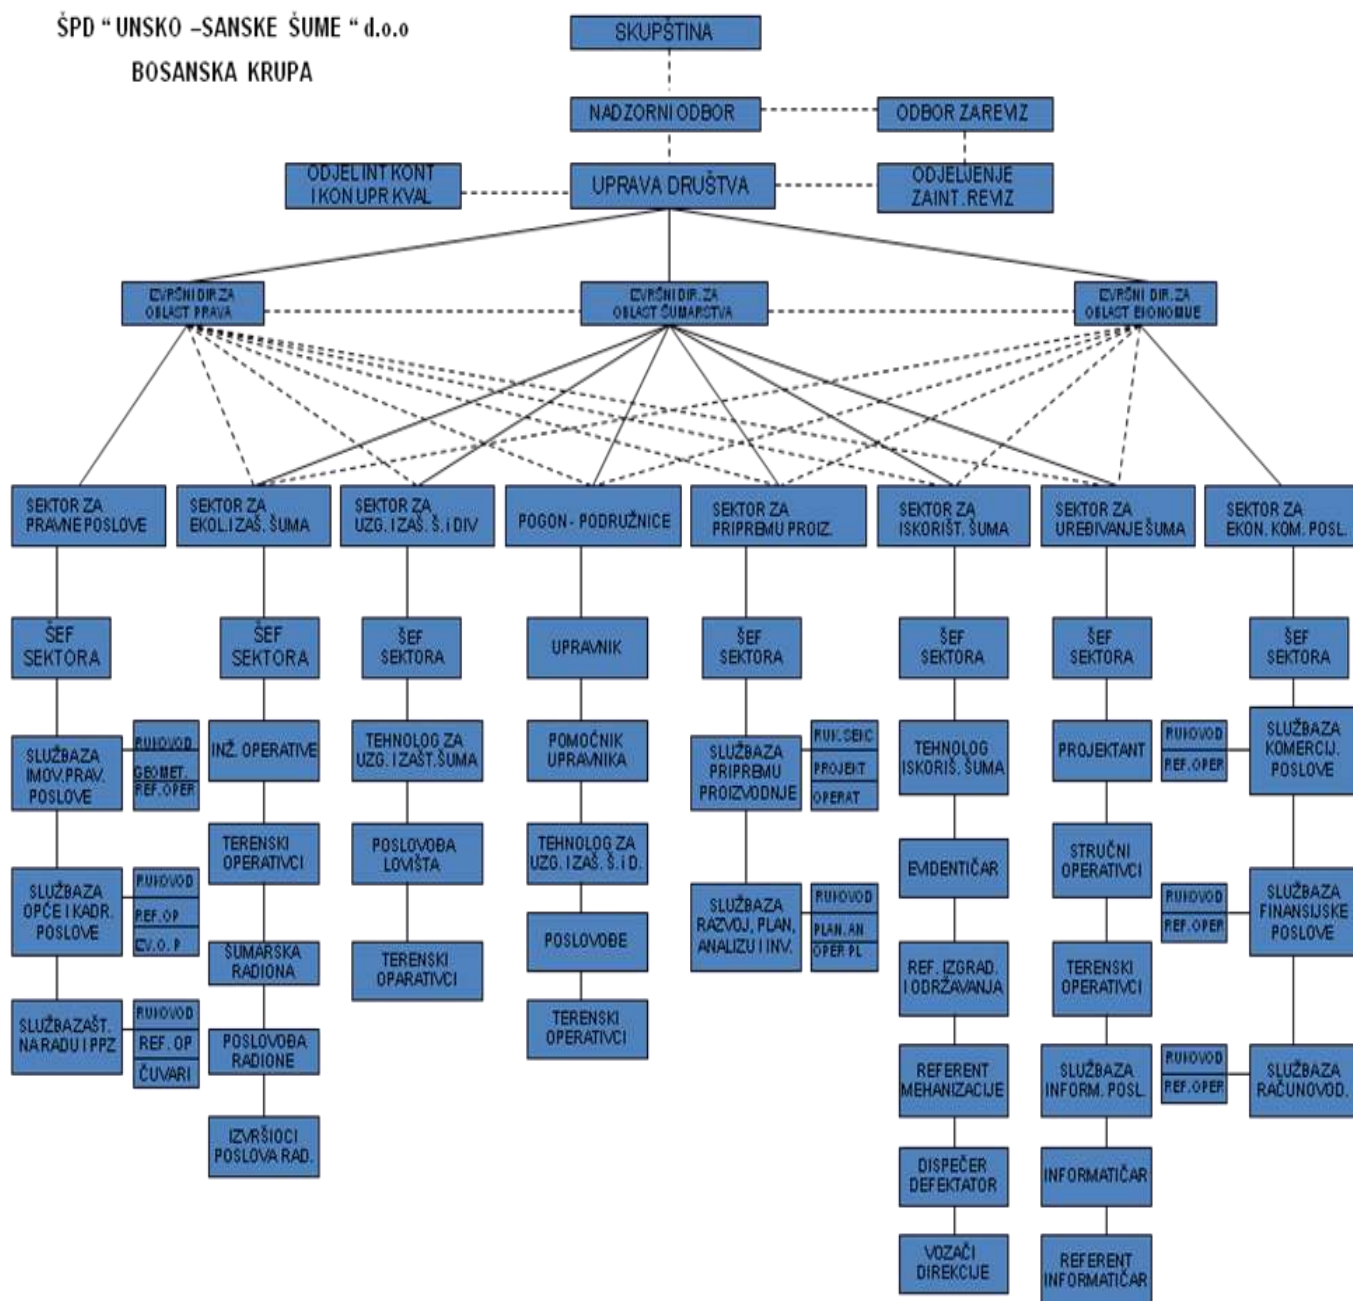 ŠPD " UNSKO –SANSKE ŠUME " d.o.o
BOSANSKA KRUPA
SKUPŠTINA
NADZORNI ODBOR
ODBOR ZA REVIZ
ODJEL INT KONT
I KON UPR KVAL
UPRAVA DRUŠTVA
ODJELJENJE
ZA INT. REVIZ
IZVRŠNI DIR. ZA
OBLAST PRAVA
IZVRŠNI DIR. ZA
OBLAST ŠUMARSTVA
IZVRŠNI DIR. ZA
OBLAST EKONOMIJE
SEKTOR ZA
PRAVNE POSLOVE
SEKTOR ZA
EKOL. I ZAŠ. ŠUMA
SEKTOR ZA
UZG. I ZAŠ. Š. i DIV
POGON - PODRUŽNICE
SEKTOR ZA
PRIPREMU PROIZ.
SEKTOR ZA
ISKORIŠT. ŠUMA
SEKTOR ZA
UREĐIVANJE ŠUMA
SEKTOR ZA
EKON. KOM. POSL.
ŠEF
SEKTORA
ŠEF
SEKTORA
ŠEF
SEKTORA
UPRAVNIK
ŠEF
SEKTORA
ŠEF
SEKTORA
ŠEF
SEKTORA
ŠEF
SEKTORA
SLUŽBA ZA
IMOV. PRAV.
POSLOVE
RUKOVOD
GEOMET.
REF. OPER
INŽ. OPERATIVE
TEHNOLOG ZA
UZG. I ZAŠT. ŠUMA
POMOČNIK
UPRAVNIKA
SLUŽBA ZA
PRIPREMU
PROIZVODNJE
RUK. SEKC
PROJEKT
OPERAT
TEHNOLOG
ISKORIŠ. ŠUMA
PROJEKTANT
RUKOVOD
REF. OPER
SLUŽBA ZA
KOMERCIJ.
POSLOVE
TERENSKI
OPERATIVCI
POSLOVOĐA
LOVIŠTA
TEHNOLOG ZA
UZG. I ZAŠ. Š. i D.
EVIDENTIČAR
STRUČNI
OPERATIVCI
SLUŽBA ZA
OPĆE I KADR.
POSLOVE
RUKOVOD
REF. OP
IZV. O. P
ŠUMARSKA
RADIONA
TERENSKI
OPARATIVCI
POSLOVOĐE
SLUŽBA ZA
RAZVOJ, PLAN,
ANALIZU I INV.
RUKOVOD
PLAN. AN
OPER PL
REF. IZGRAD.
I ODRŽAVANJA
TERENSKI
OPERATIVCI
RUKOVOD
REF. OPER
SLUŽBA ZA
FINANSIJSKE
POSLOVE
SLUŽBA ZAŠT.
NA RADU I PPZ
RUKOVOD
REF. OP
ČUVARI
POSLOVOĐA
RADIONE
TERENSKI
OPERATIVCI
REFERENT
MEHANIZACIJE
SLUŽBA ZA
INFORM. POSL.
RUKOVOD
REF. OPER
SLUŽBA ZA
RAČUNOVOD.
IZVRŠIOCI
POSLOVA RAD.
DISPEČER
DEFEKTATOR
INFORMATIČAR
VOZAČI
DIREKCIJE
REFERENT
INFORMATIČAR